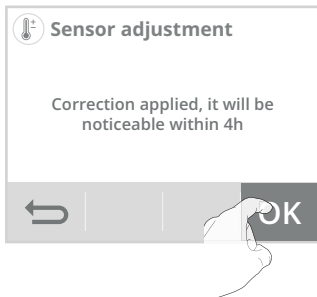 Sensor adjustment
Correction applied, it will be
noticeable within 4h
OK